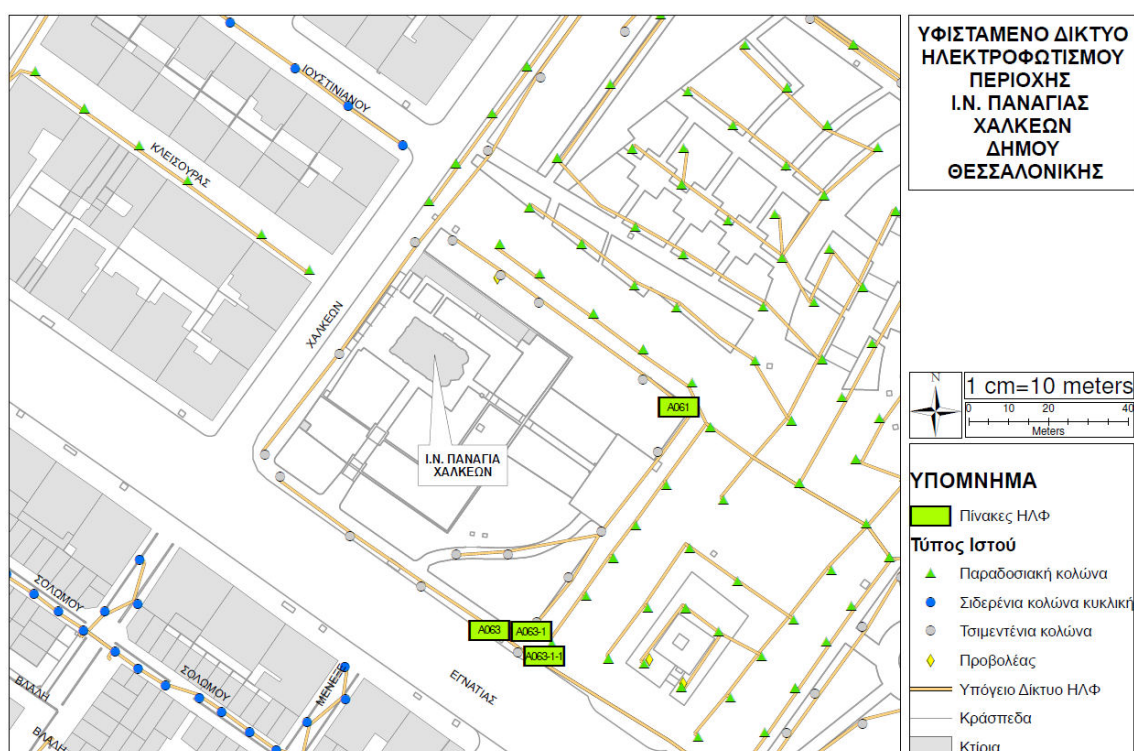 ΥΦΙΣΤΑΜΕΝΟ ΔΙΚΤΥΟ
ΗΛΕΚΤΡΟΦΩΤΙΣΜΟΥ
ΠΕΡΙΟΧΗΣ
Ι.Ν. ΠΑΝΑΓΙΑΣ
ΧΑΛΚΕΩΝ
ΔΗΜΟΥ
ΘΕΣΣΑΛΟΝΙΚΗΣ
ΙΟΥΣΤΙΝΙΑΝΟΥ
ΚΛΕΙΣΟΥΡΑΣ
ΧΑΛΚΕΩΝ
A061
Ι.Ν. ΠΑΝΑΓΙΑ
ΧΑΛΚΕΩΝ
N
1 cm=10 meters
0 10 20 40
Meters
ΥΠΟΜΝΗΜΑ
Πίνακες ΗΛΦ
Τύπος Ιστού
Παραδοσιακή κολώνα
Σιδερένια κολώνα κυκλική
Τσιμεντένια κολώνα
Προβολέας
Υπόγειο Δίκτυο ΗΛΦ
Κράσπεδα
Κτίρια
ΣΟΛΩΜΟΥ
A063
A063-1
A063-1-1
ΣΟΛΩΜΟΥ
ΜΕΝΕΞΕ
ΕΓΝΑΤΙΑΣ
ΒΛΑΛΗ
ΒΛΑΛΗ